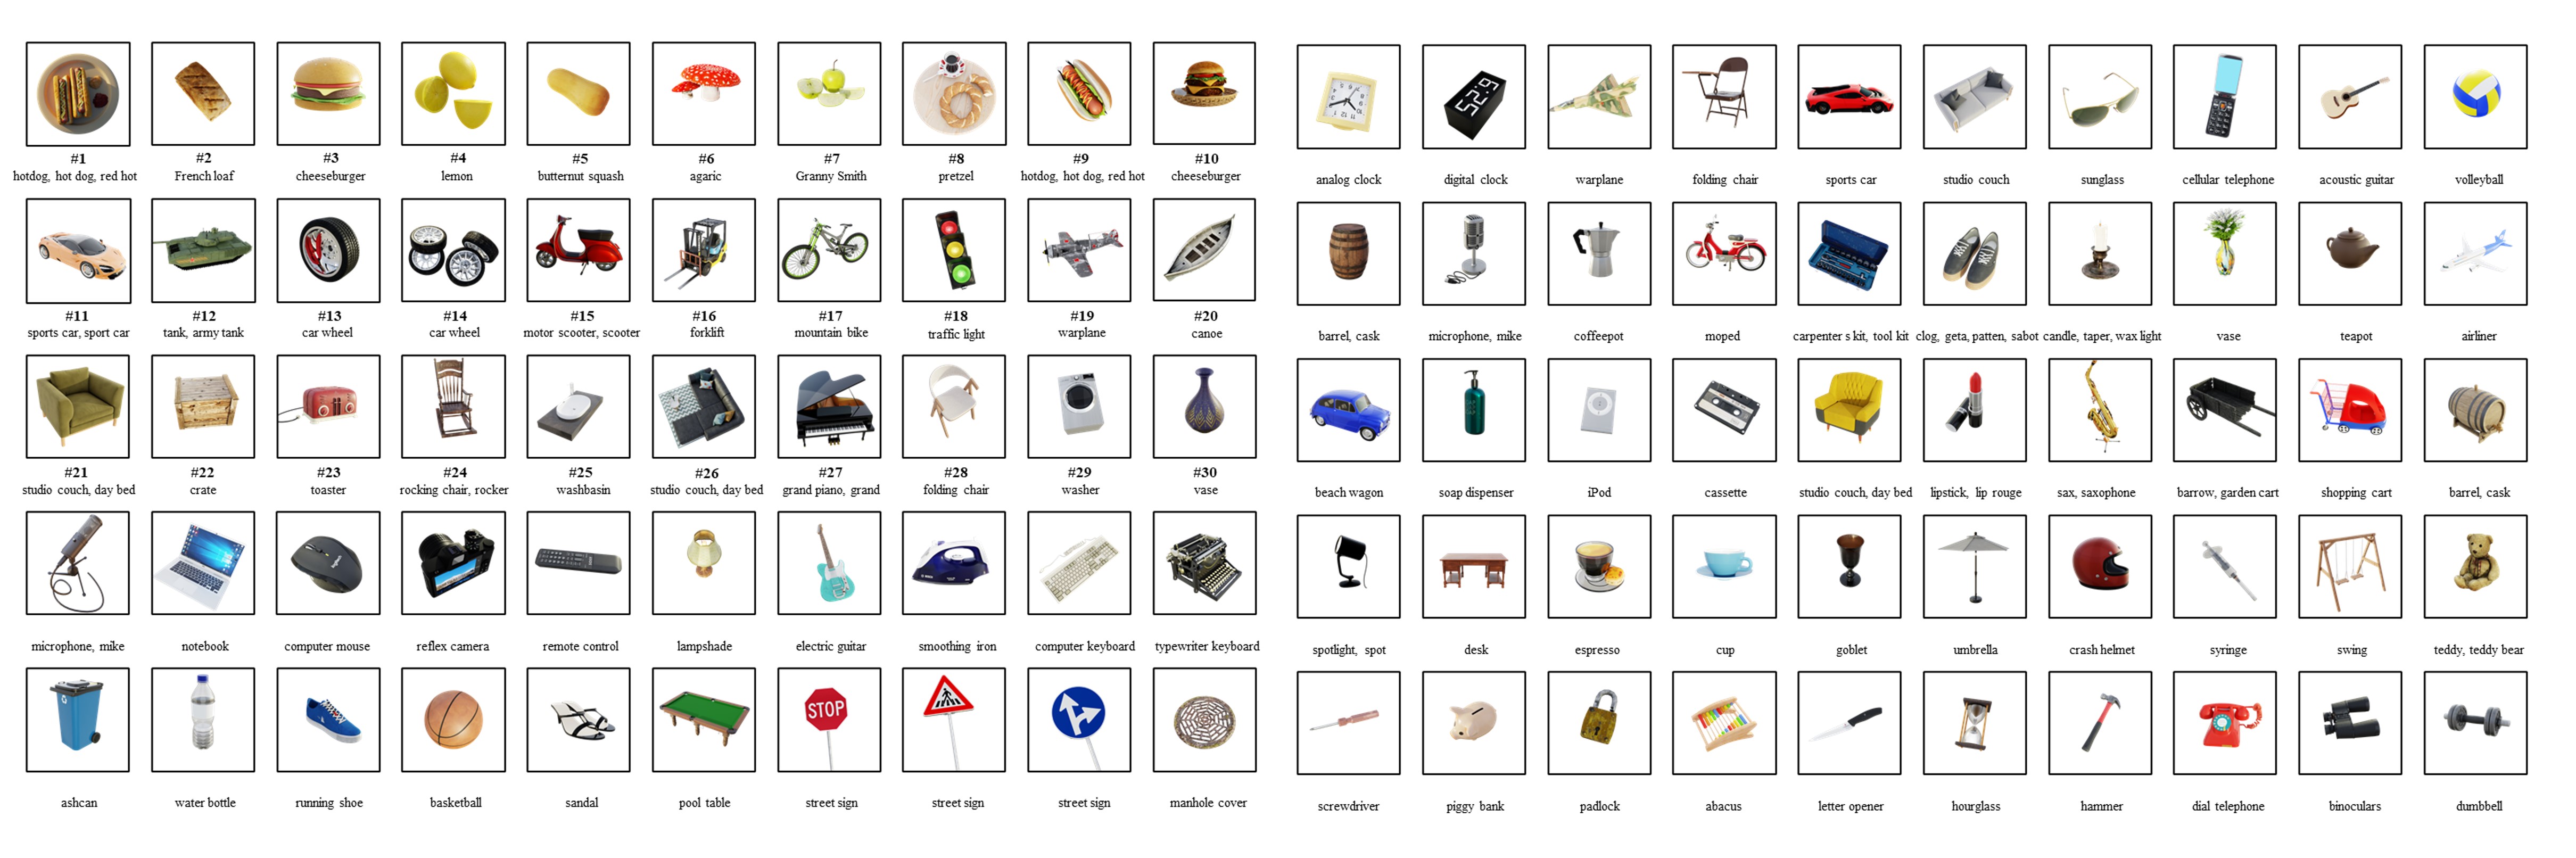 #1 #2 #3 #4 #5 #6 #7 #8 #9 #10
hotdog, hot dog, red hot French loaf cheeseburger lemon butternut squash agaric Granny Smith pretzel hotdog, hot dog, red hot cheeseburger
analog clock digital clock warplane folding chair sports car studio couch sunglass cellular telephone acoustic guitar volleyball
#11 #12 #13 #14 #15 #16 #17 #18 #19 #20
sports car, sport car tank, army tank car wheel car wheel motor scooter, scooter forklift mountain bike traffic light warplane canoe
barrel, cask microphone, mike coffeepot moped carpenter s kit, tool kit clog, geta, patten, sabot candle, taper, wax light vase teapot airliner
#21 #22 #23 #24 #25 #26 #27 #28 #29 #30
studio couch, day bed crate toaster rocking chair, rocker washbasin studio couch, day bed grand piano, grand folding chair washer vase
beach wagon soap dispenser iPod cassette studio couch, day bed lipstick, lip rouge sax, saxophone barrow, garden cart shopping cart barrel, cask
microphone, mike notebook computer mouse reflex camera remote control lampshade electric guitar smoothing iron computer keyboard typewriter keyboard
spotlight, spot desk espresso cup goblet umbrella crash helmet syringe swing teddy, teddy bear
STOP
ashcan water bottle running shoe basketball sandal pool table street sign street sign street sign manhole cover
screwdriver piggy bank padlock abacus letter opener hourglass hammer dial telephone binoculars dumbbell